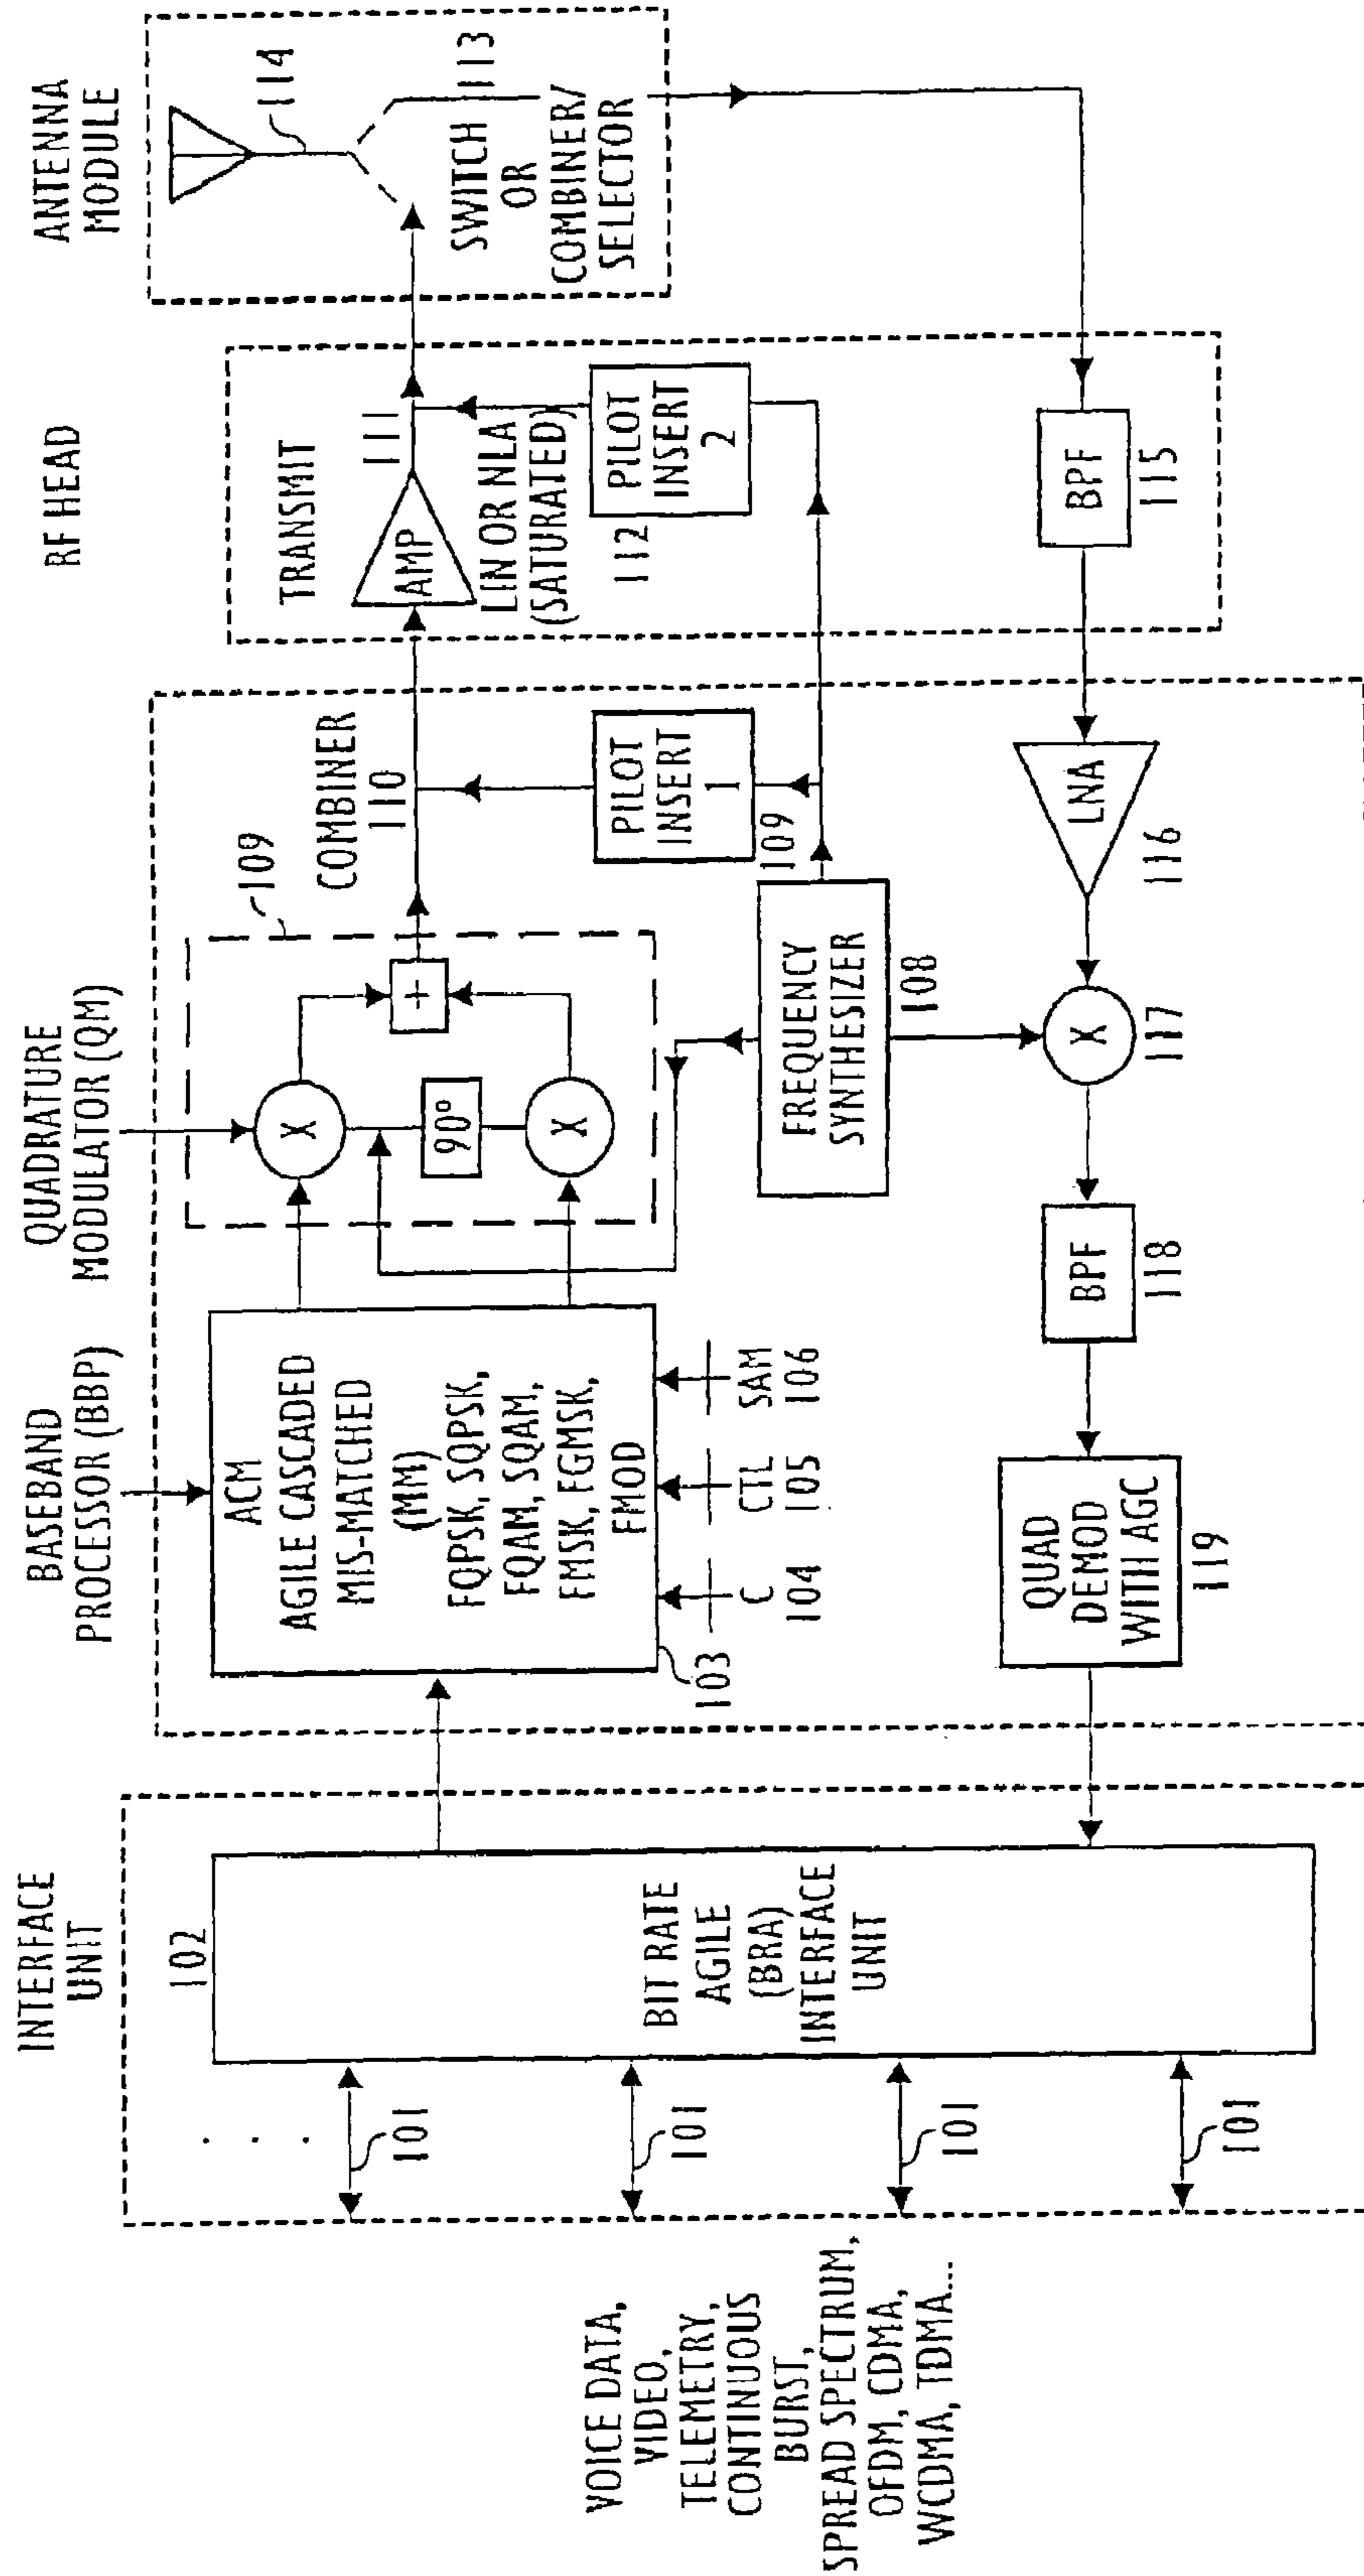 INTERFACE
UNIT
BASEBAND
PROCESSOR (BBP)
QUADRATURE
MODULATOR (QM)
RF HEAD
ANTENNA
MODULE
VOICE DATA,
VIDEO,
TELEMETRY,
CONTINUOUS
BURST,
SPREAD SPECTRUM,
OFDM, CDMA,
WCDMA, TDMA...
. . .
101
101
101
101
102
BIT RATE
AGILE
(BRA)
INTERFACE
UNIT
ACM
AGILE CASCADED
MIS-MATCHED
(MM)
FQPSK, SQPSK,
FQAM, SQAM,
FMSK, FGMSK,
FMOD
103
C
104
CTL
105
SAM
106
X
90°
X
+
109
COMBINER
110
PILOT
INSERT
1
109
FREQUENCY
SYNTHESIZER
108
TRANSMIT
AMP
111
LIN OR NLA
(SATURATED)
PILOT
INSERT
2
112
114
113
SWITCH
OR
COMBINER/
SELECTOR
BPF
115
LNA
116
X
117
BPF
118
QUAD
DEMOD
WITH AGC
119